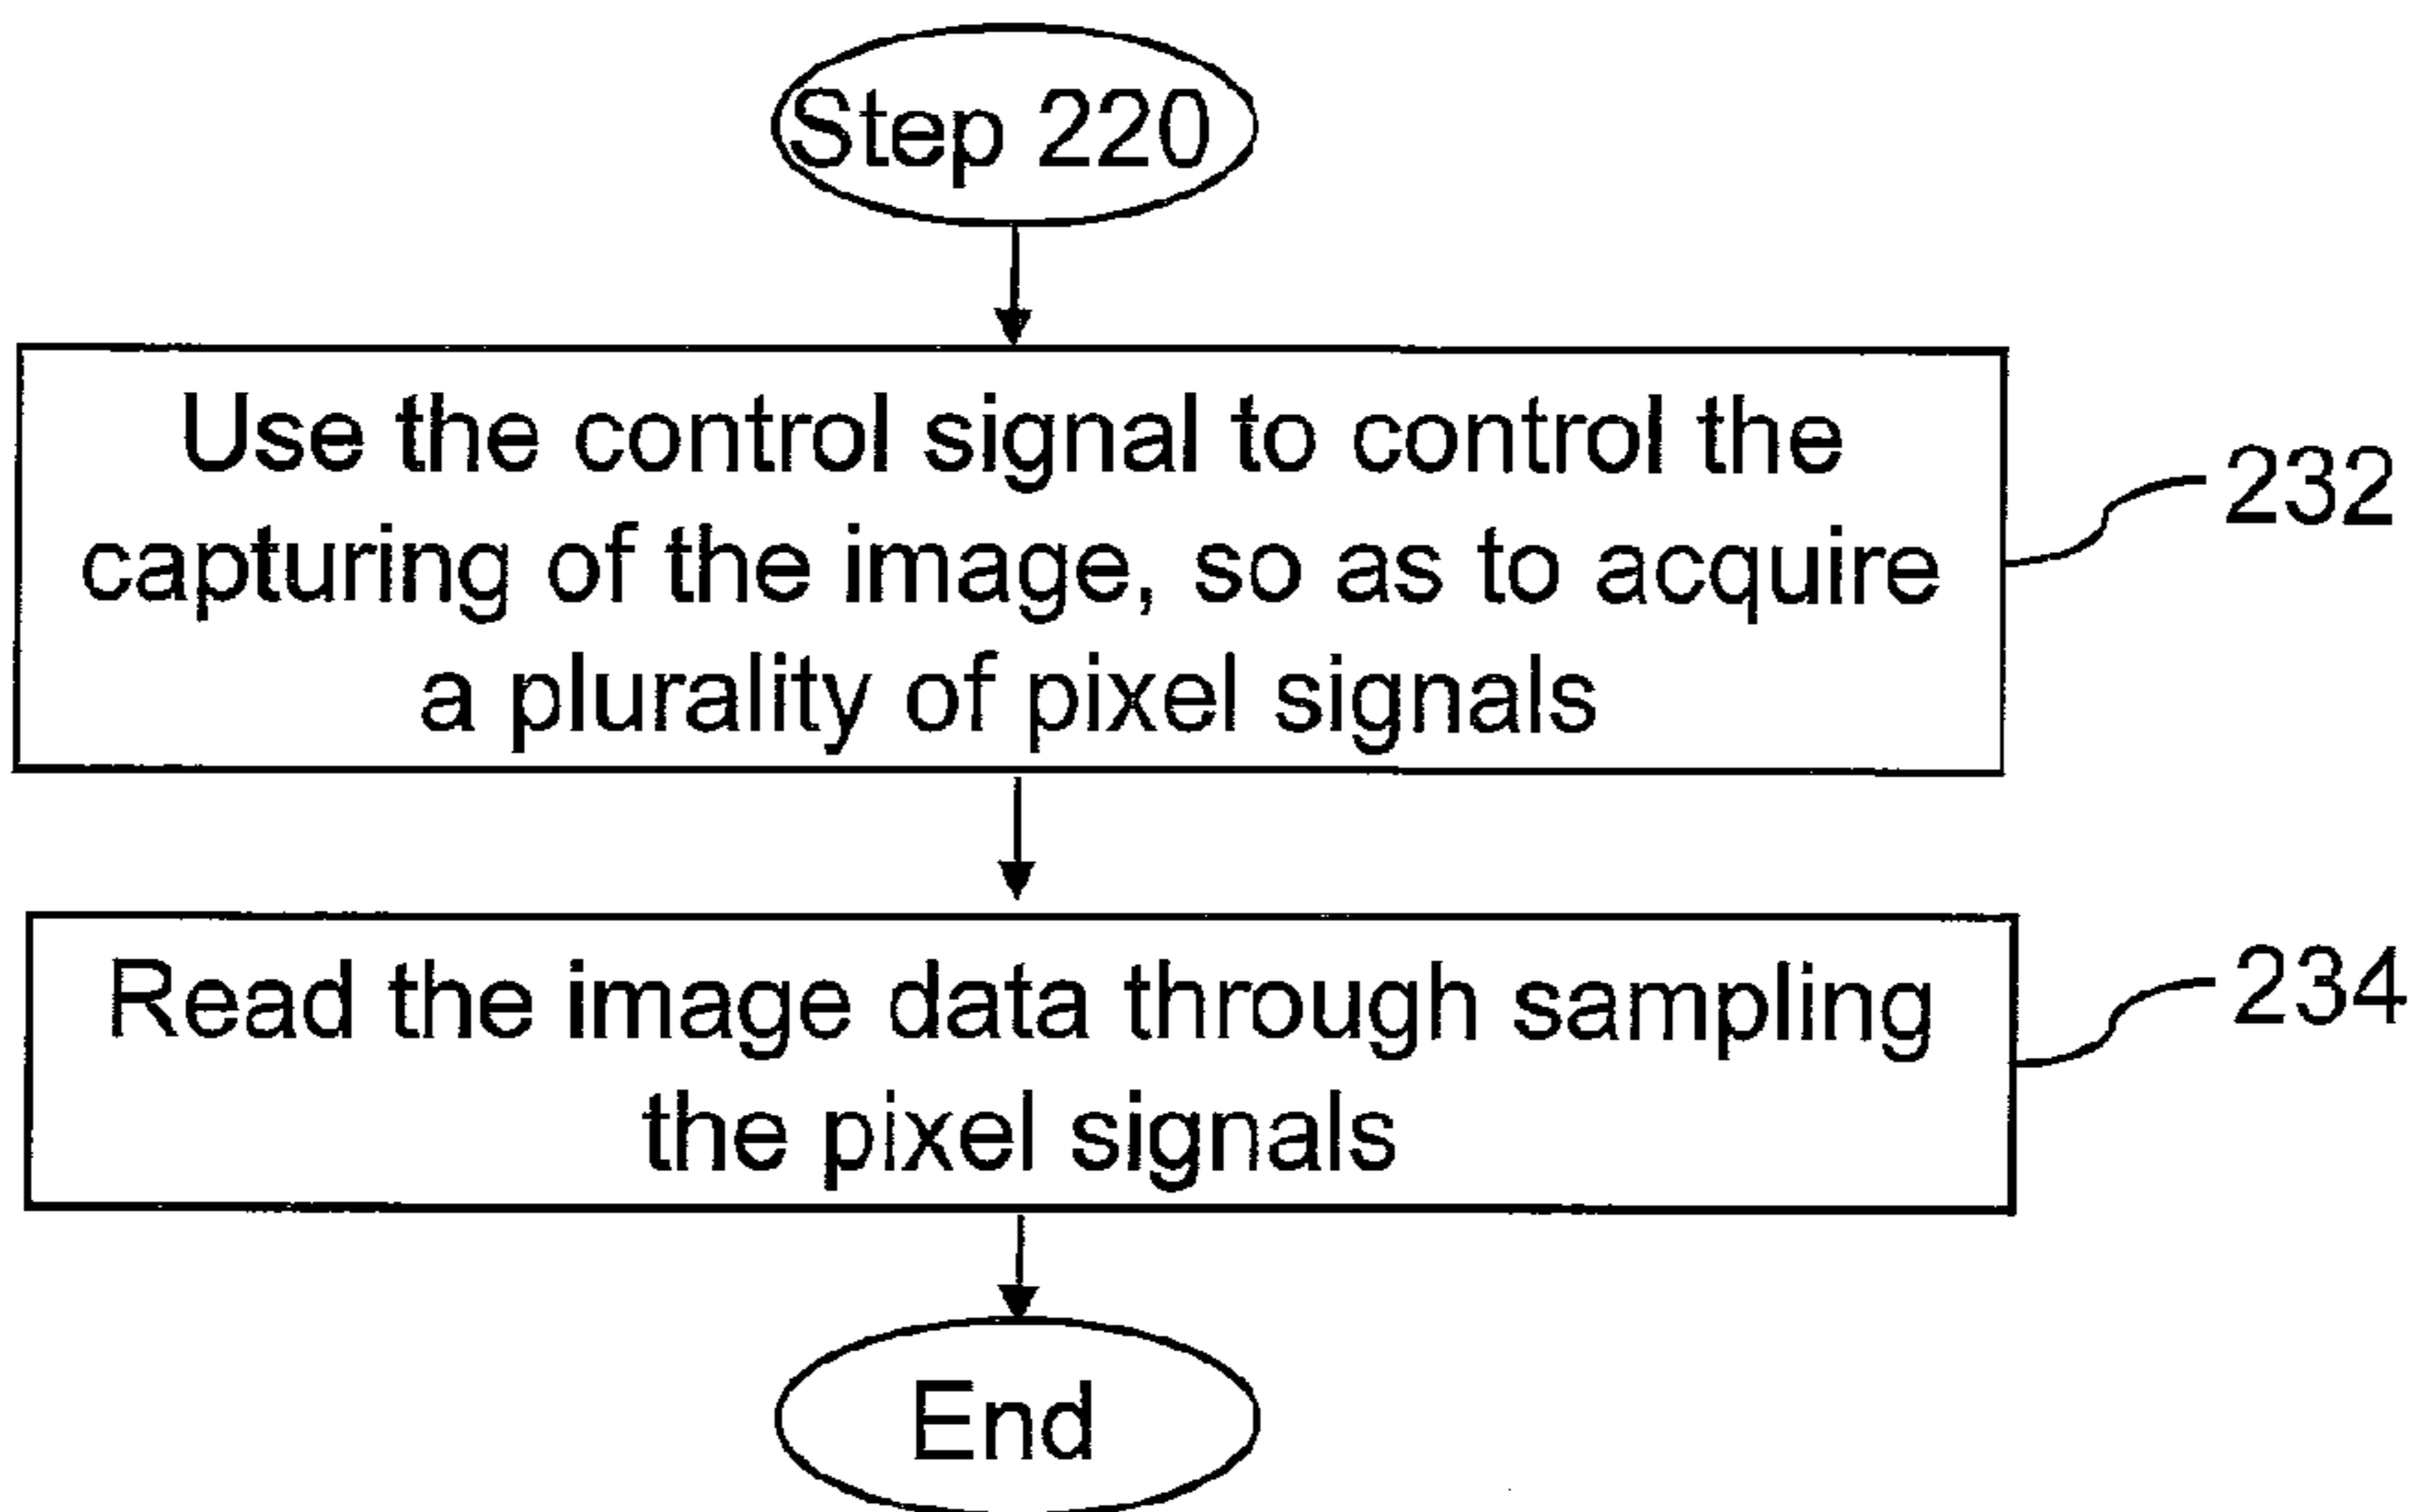 Step 220
Use the control signal to control the
capturing of the image, so as to acquire
a plurality of pixel signals
232
Read the image data through sampling
the pixel signals
234
End